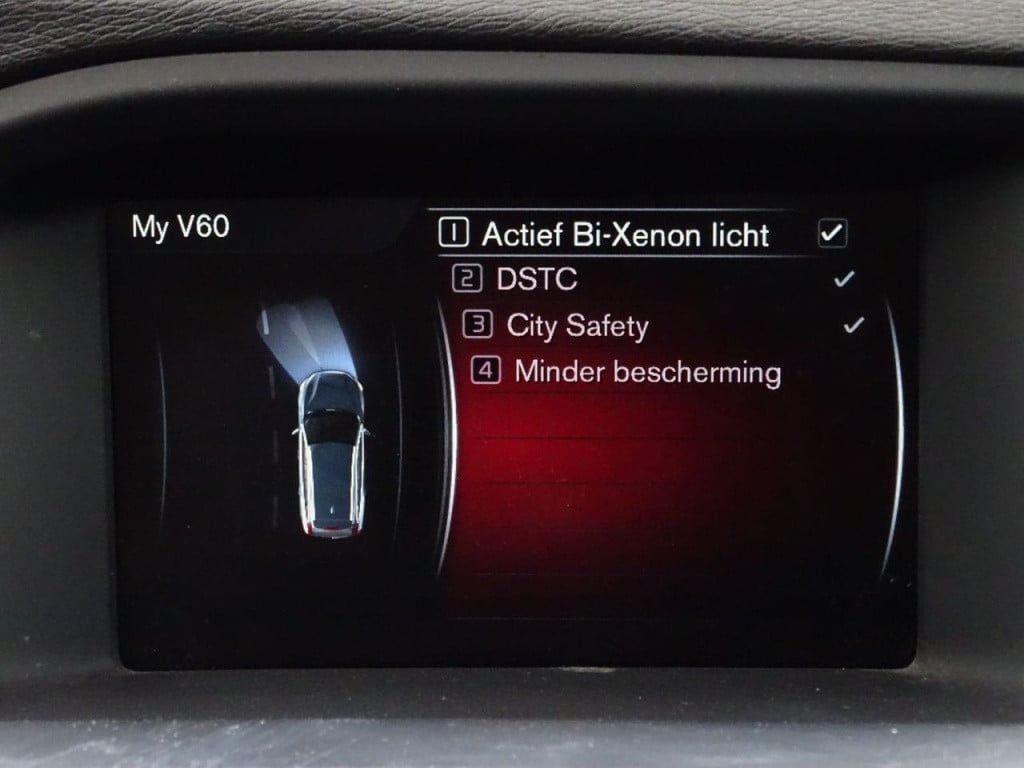 My V60
1 Actief Bi-Xenon licht
2 DSTC
3 City Safety
4 Minder bescherming